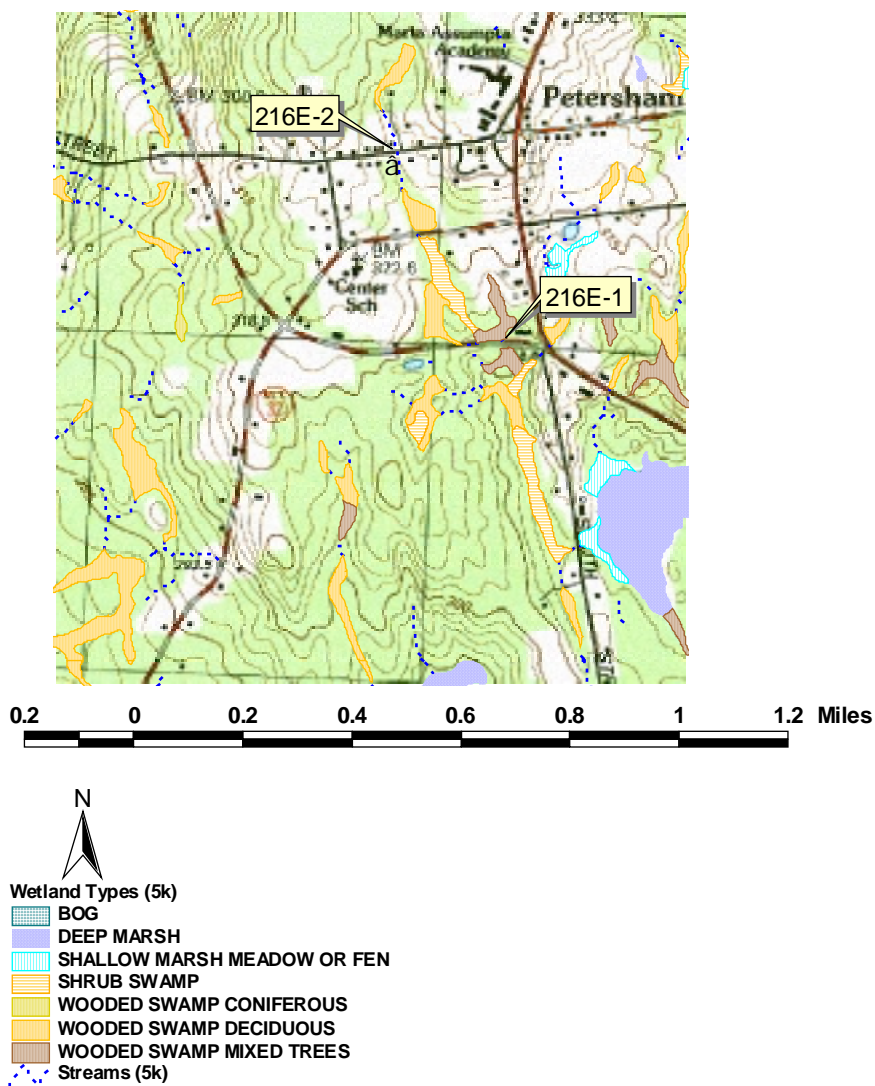 Maria Assumpta
Academy
Petersham
216E-2
STREET
â
BM
Center
Sch
216E-1
0.2 0 0.2 0.4 0.6 0.8 1 1.2 Miles
N
Wetland Types (5k)
BOG
DEEP MARSH
SHALLOW MARSH MEADOW OR FEN
SHRUB SWAMP
WOODED SWAMP CONIFEROUS
WOODED SWAMP DECIDUOUS
WOODED SWAMP MIXED TREES
Streams (5k)